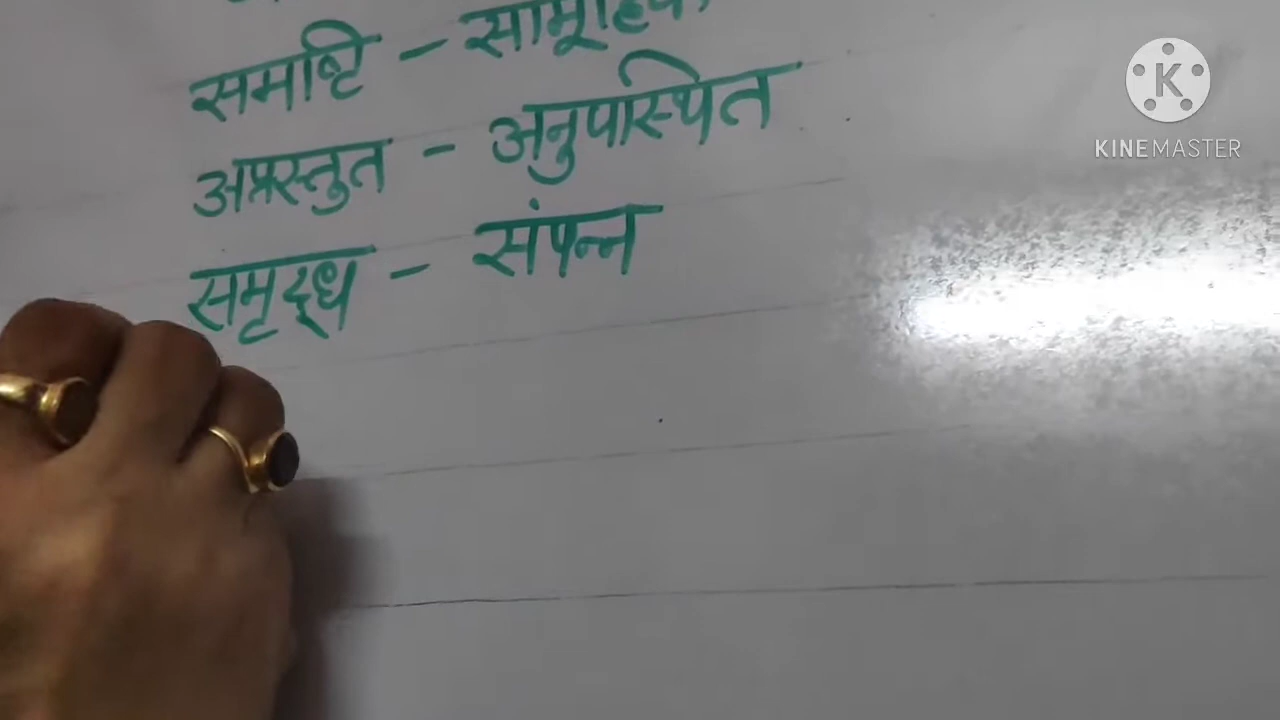 समष्टि - सामूहिक
अप्रस्तुत - अनुपस्थित
समृद्ध - संपन्न
K
KINEMASTER